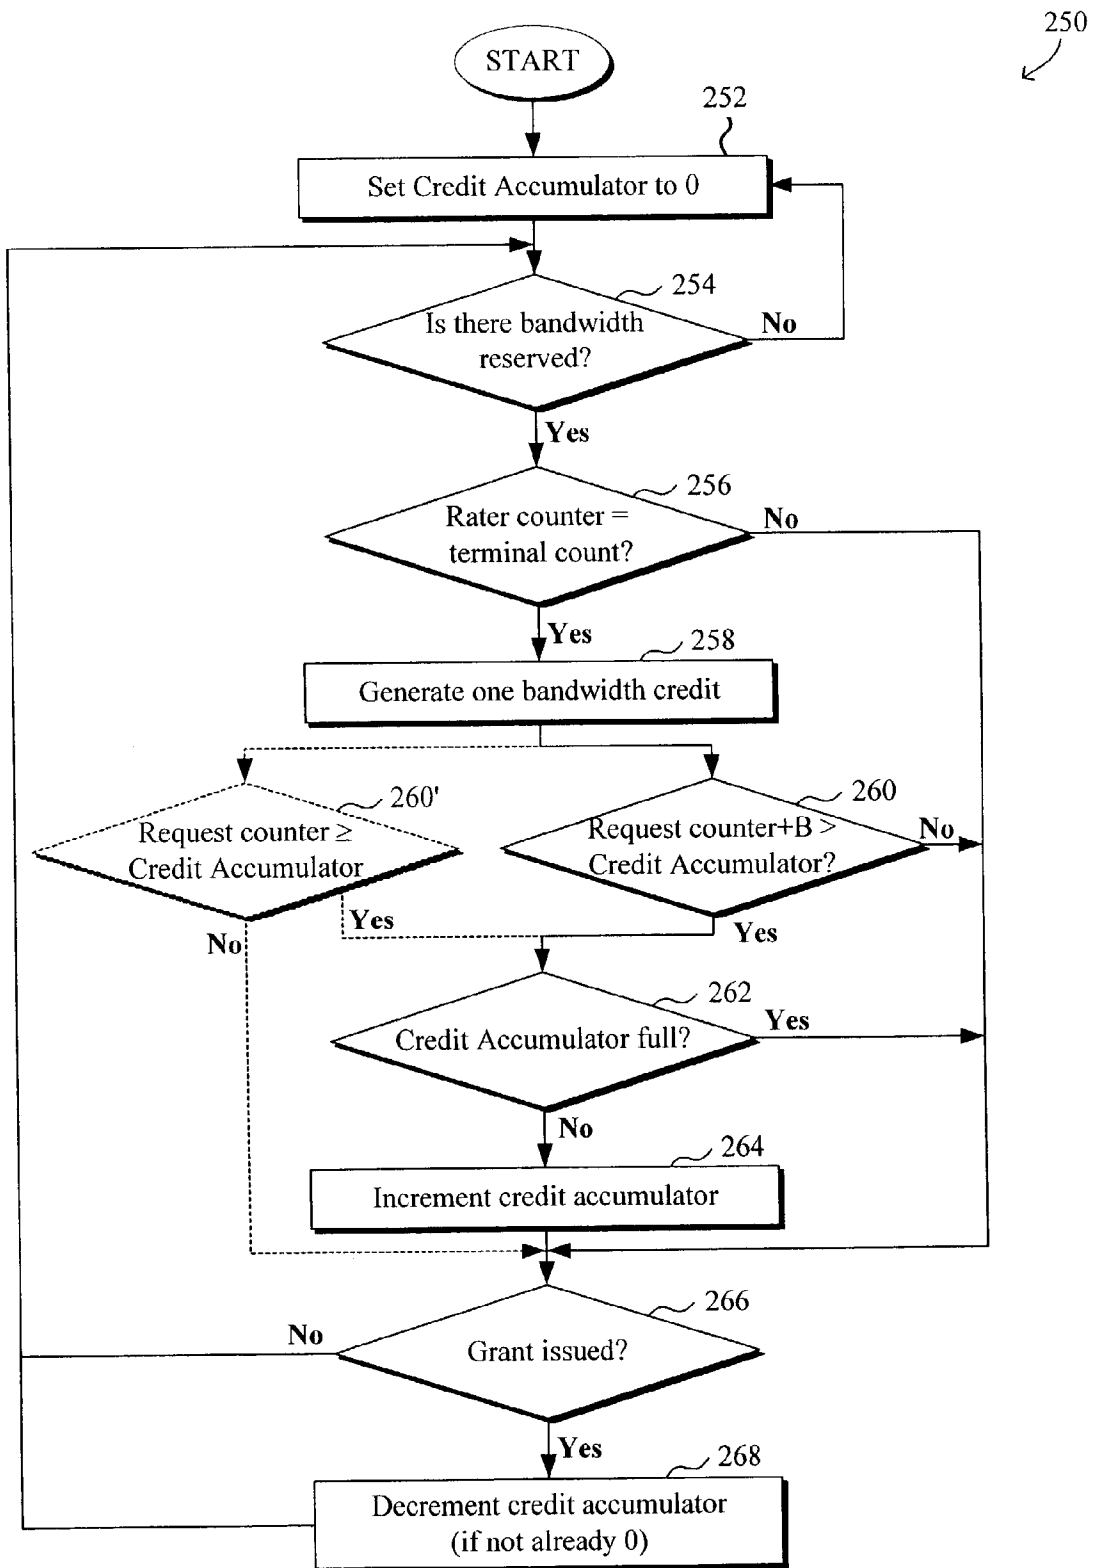 250
START
252
Set Credit Accumulator to 0
254
Is there bandwidth
reserved?
No
Yes
256
Rater counter =
terminal count?
No
Yes
258
Generate one bandwidth credit
260'
Request counter ≥
Credit Accumulator
Yes
No
260
Request counter+B >
Credit Accumulator?
No
Yes
262
Credit Accumulator full?
Yes
No
264
Increment credit accumulator
266
Grant issued?
No
Yes
268
Decrement credit accumulator
(if not already 0)